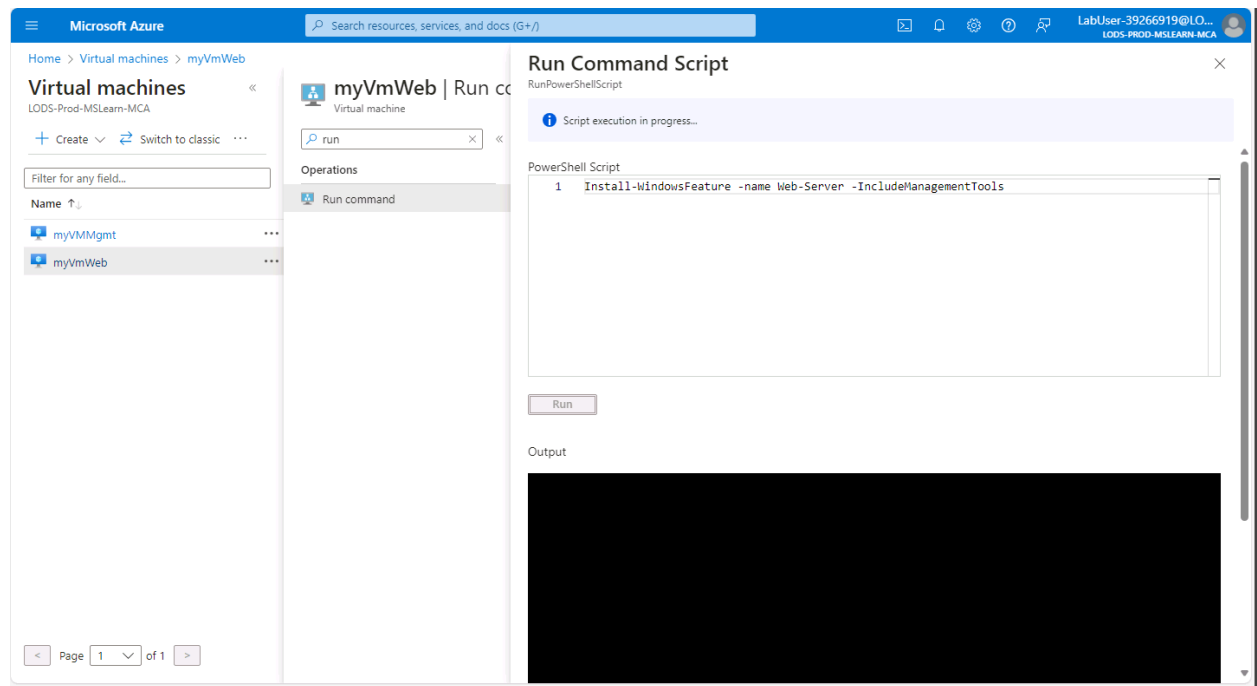 Microsoft Azure
Search resources, services, and docs (G+/)
LabUser-39266919@LO...
LODS-PROD-MSLEARN-MCA
Home > Virtual machines > myVmWeb
Virtual machines
LODS-Prod-MSLearn-MCA
+ Create
Switch to classic ...
Filter for any field...
Name ↑↓
myVMMgmt ...
myVmWeb ...
< Page 1 of 1 >
myVmWeb | Run co
Virtual machine
run
Operations
Run command
Run Command Script
RunPowerShellScript
Script execution in progress...
PowerShell Script
1 Install-WindowsFeature -name Web-Server -IncludeManagementTools
Run
Output